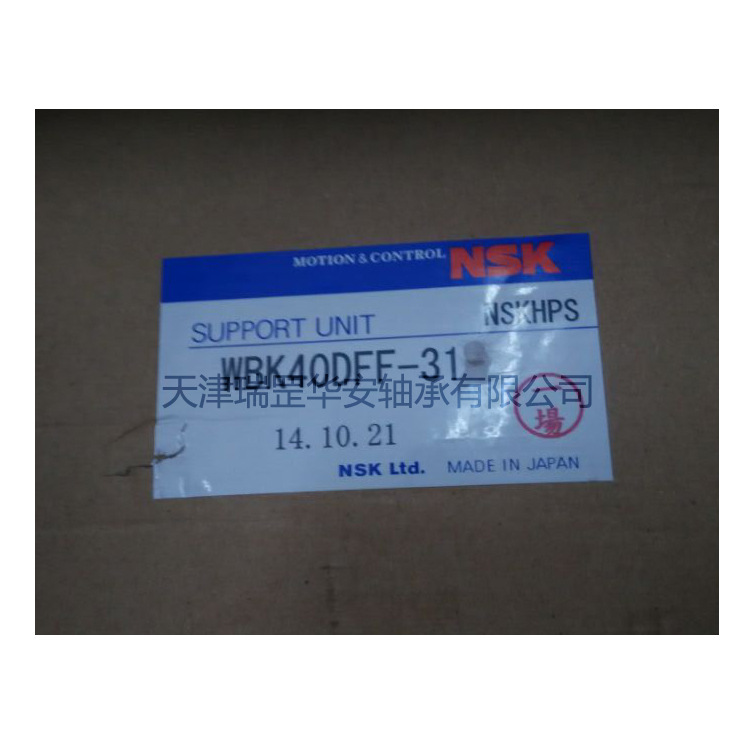 MOTION & CONTROL NSK
SUPPORT UNIT NSKHPS
WBK40DFF-31
天津瑞罡华安轴承有限公司
14.10.21
場
NSK Ltd. MADE IN JAPAN